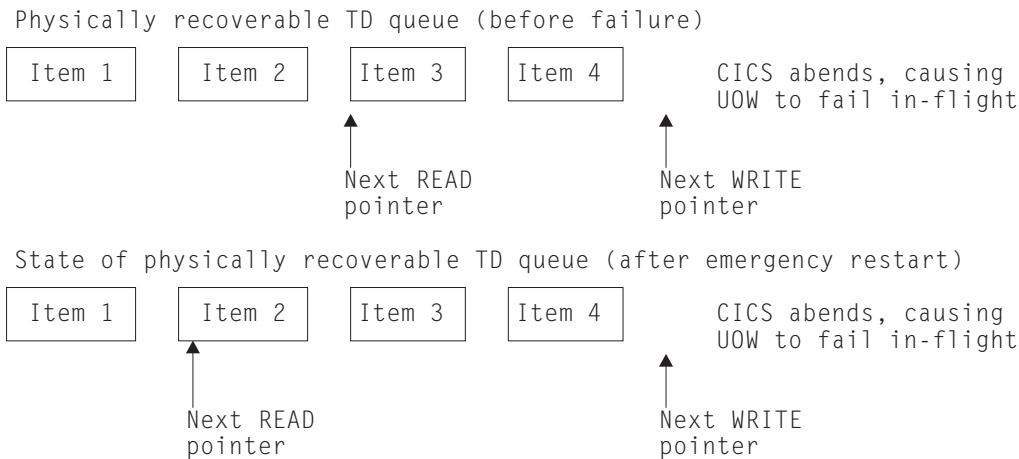 Physically recoverable TD queue (before failure)
Item 1 Item 2 Item 3 Item 4 CICS abends, causing
UOW to fail in-flight
Next READ Next WRITE
pointer pointer
State of physically recoverable TD queue (after emergency restart)
Item 1 Item 2 Item 3 Item 4 CICS abends, causing
UOW to fail in-flight
Next READ Next WRITE
pointer pointer